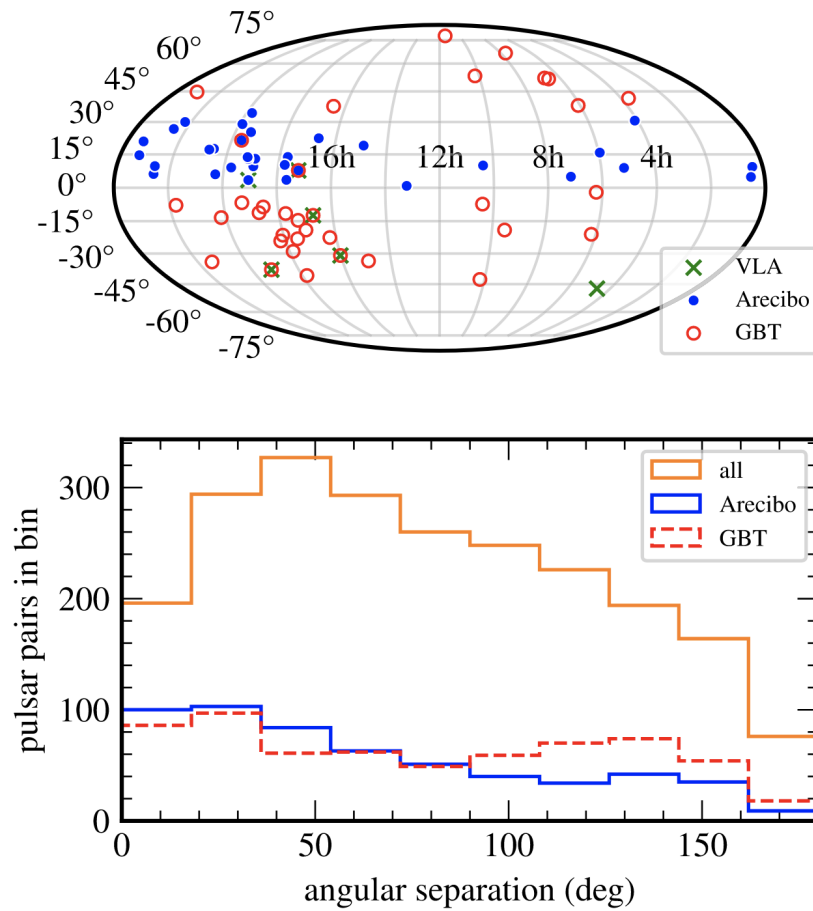 75°
60°
45°
30°
15°
0°
-15°
-30°
-45°
-60°
-75°
16h 12h 8h 4h
VLA
Arecibo
GBT
pulsar pairs in bin
300
200
100
0
all
Arecibo
GBT
0 50 100 150
angular separation (deg)